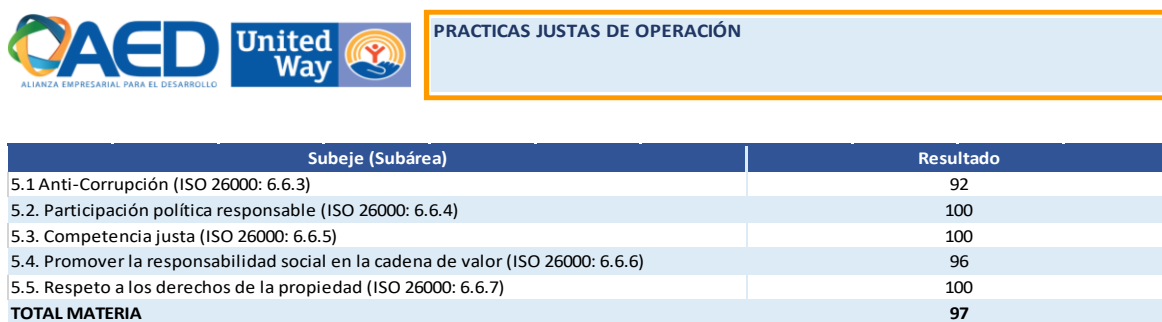 AED
ALIANZA EMPRESARIAL PARA EL DESARROLLO
United
Way
PRACTICAS JUSTAS DE OPERACIÓN
Subeje (Subárea) Resultado
5.1 Anti-Corrupción (ISO 26000: 6.6.3) 92
5.2. Participación política responsable (ISO 26000: 6.6.4) 100
5.3. Competencia justa (ISO 26000: 6.6.5) 100
5.4. Promover la responsabilidad social en la cadena de valor (ISO 26000: 6.6.6) 96
5.5. Respeto a los derechos de la propiedad (ISO 26000: 6.6.7) 100
TOTAL MATERIA 97